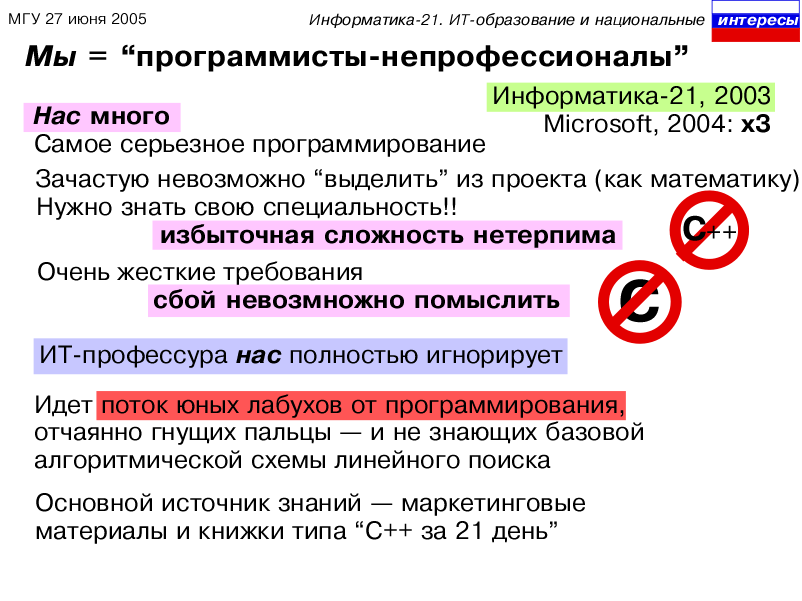 МГУ 27 июня 2005
Информатика-21. ИТ-образование и национальные интересы
Мы = “программисты-непрофессионалы”
Информатика-21, 2003
Нас много
Microsoft, 2004: x3
Самое серьезное программирование
Зачастую невозможно “выделить” из проекта (как математику)
Нужно знать свою специальность!!
избыточная сложность нетерпима
C++
Очень жесткие требования
сбой невозмножно помыслить
C
ИТ-профессура нас полностью игнорирует
Идет поток юных лабухов от программирования,
отчаянно гнущих пальцы — и не знающих базовой
алгоритмической схемы линейного поиска
Основной источник знаний — маркетинговые
материалы и книжки типа “C++ за 21 день”